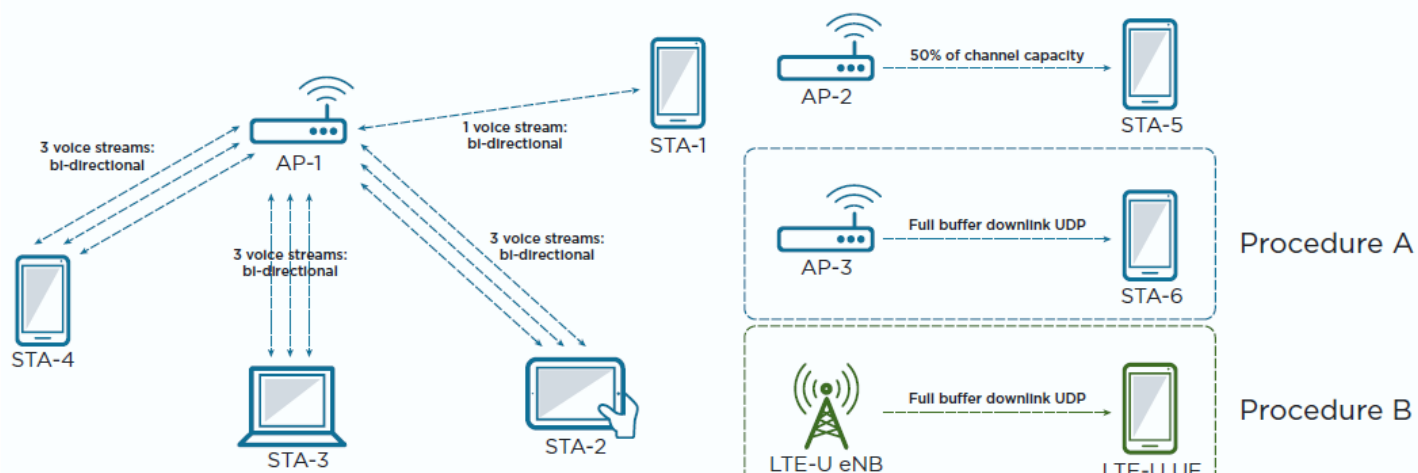 50% of channel capacity
AP-2
STA-5
1 voice stream:
bi-directional
STA-1
3 voice streams:
bi-directional
AP-1
3 voice streams:
bi-directional
3 voice streams:
bi-directional
STA-4
STA-3
STA-2
Full buffer downlink UDP
AP-3
STA-6
Procedure A
Full buffer downlink UDP
LTE-U eNB
LTE-U UE
Procedure B